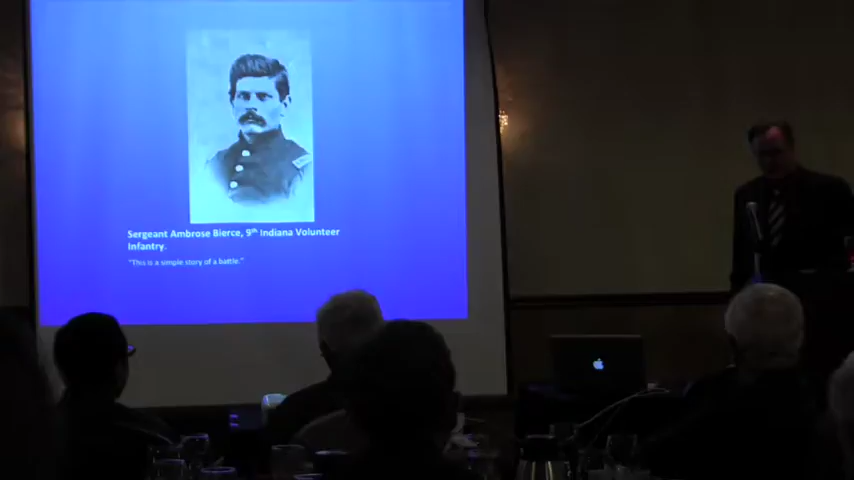 Sergeant Ambrose Bierce, 9th Indiana Volunteer
Infantry.
"This is a simple story of a battle."